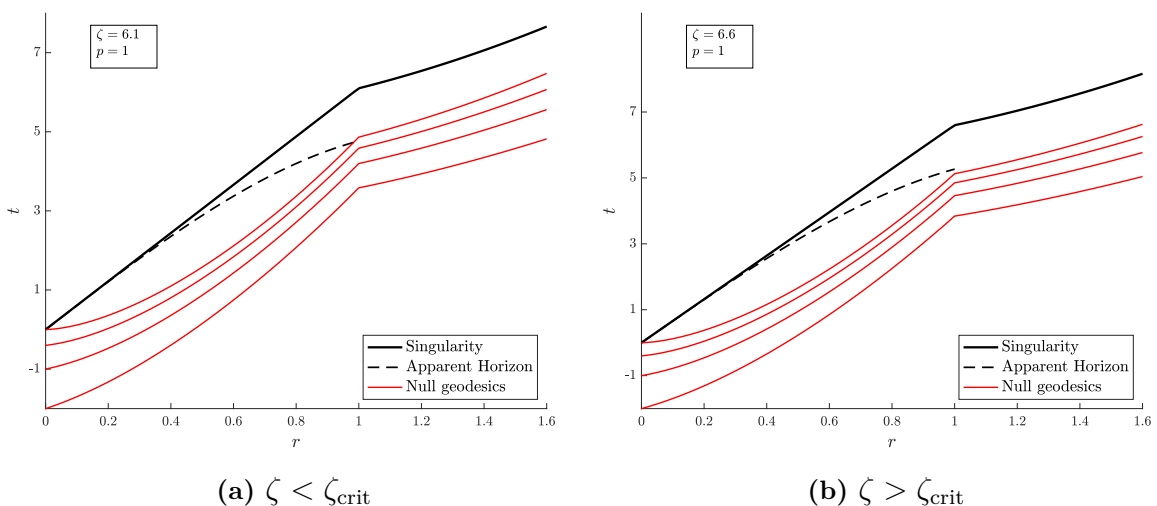 ζ = 6.1
p = 1
7
5
3
1
-1
t
Singularity
Apparent Horizon
Null geodesics
0
0.2
0.4
0.6
0.8
1
1.2
1.4
1.6
r
(a) ζ < ζcrit
ζ = 6.6
p = 1
7
5
3
1
-1
t
Singularity
Apparent Horizon
Null geodesics
0
0.2
0.4
0.6
0.8
1
1.2
1.4
1.6
r
(b) ζ > ζcrit